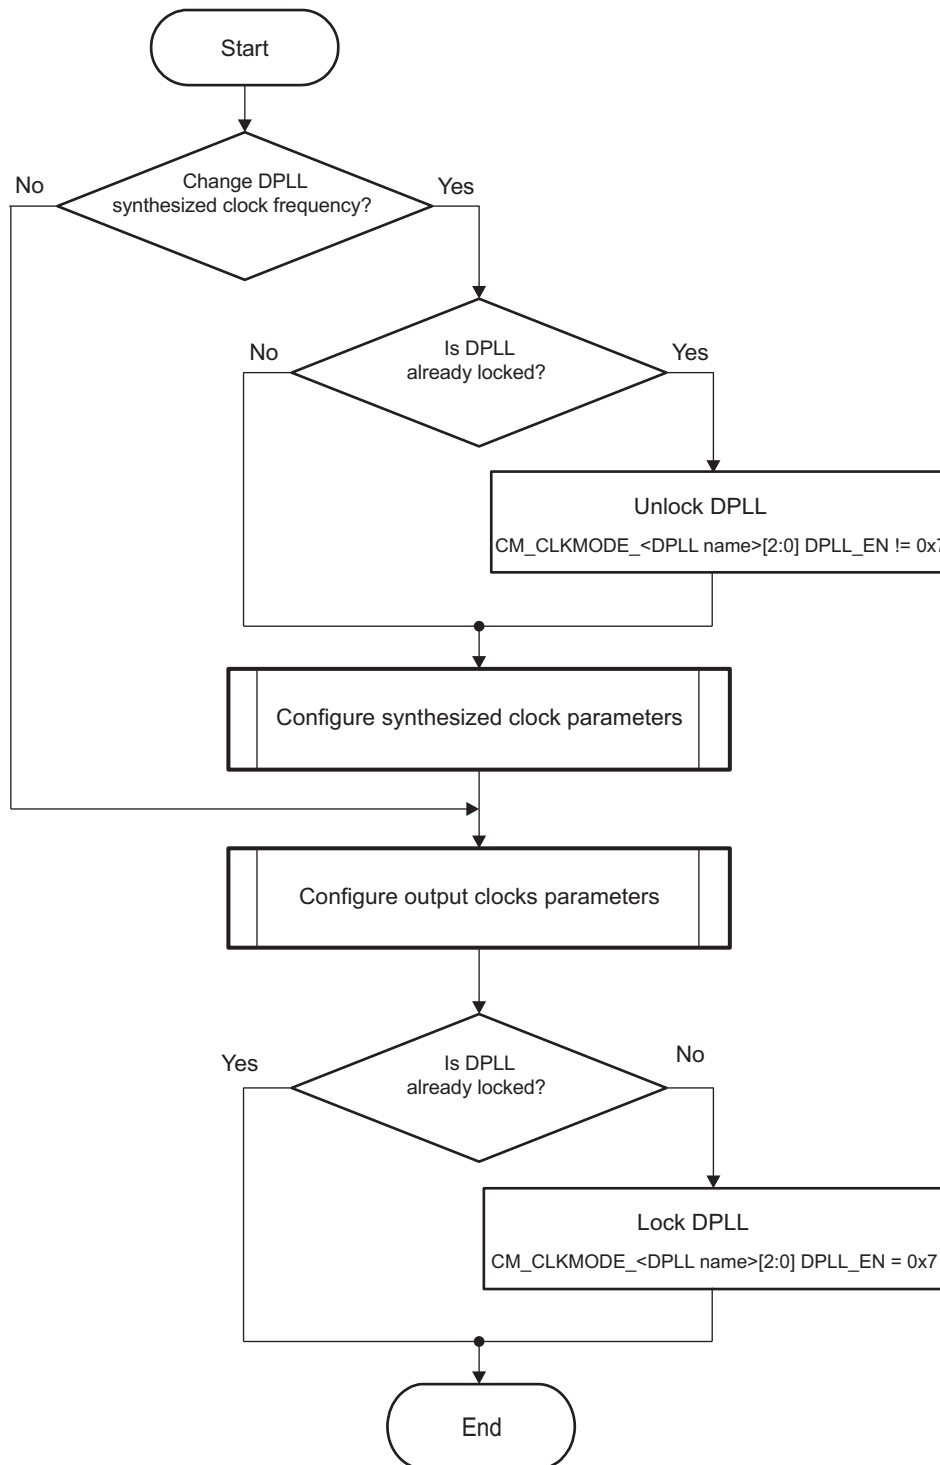 Start
Change DPLL
synthesized clock frequency?
No
Yes
Is DPLL
already locked?
No
Yes
Unlock DPLL
CM_CLKMODE_<DPLL name>[2:0] DPLL_EN != 0x7
Configure synthesized clock parameters
Configure output clocks parameters
Is DPLL
already locked?
Yes
No
Lock DPLL
CM_CLKMODE_<DPLL name>[2:0] DPLL_EN = 0x7
End